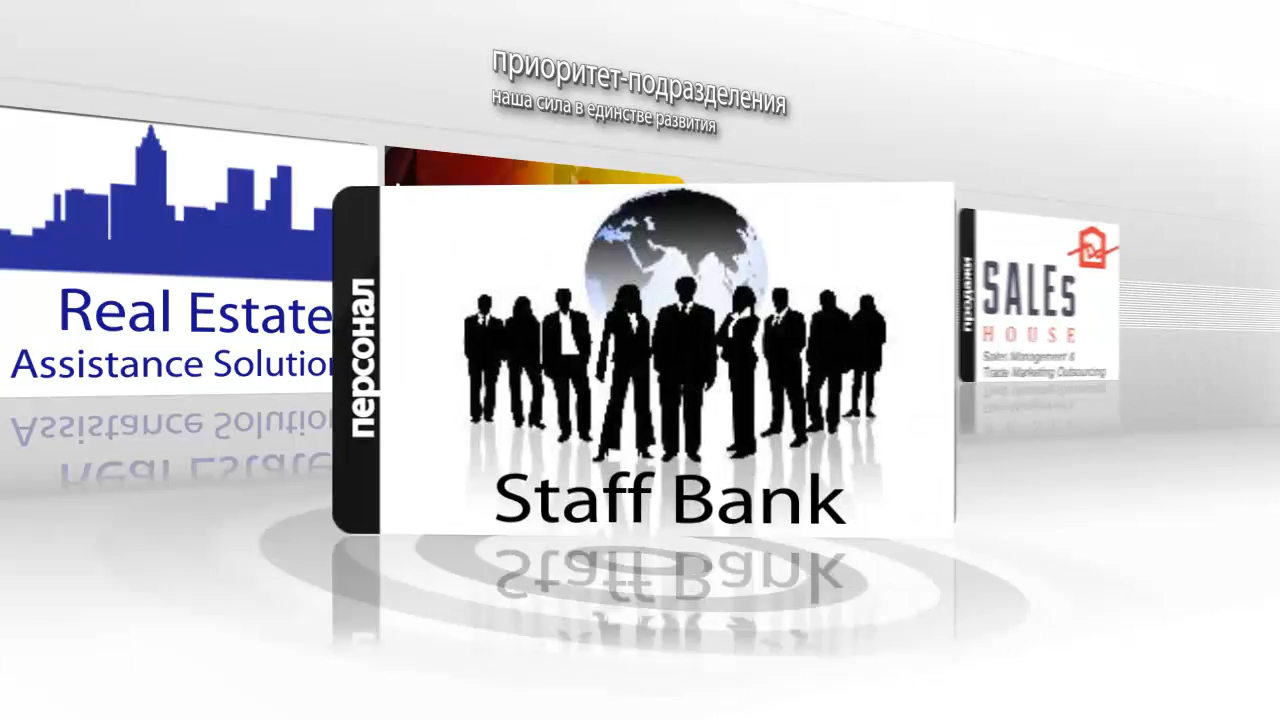 приоритет-подразделения
наша сила в единстве развития
Real Estate
Assistance Solution
персонал
Staff Bank
продажи
SALEs
HOUSE
Sales Management &
Trade Marketing Outsourcing